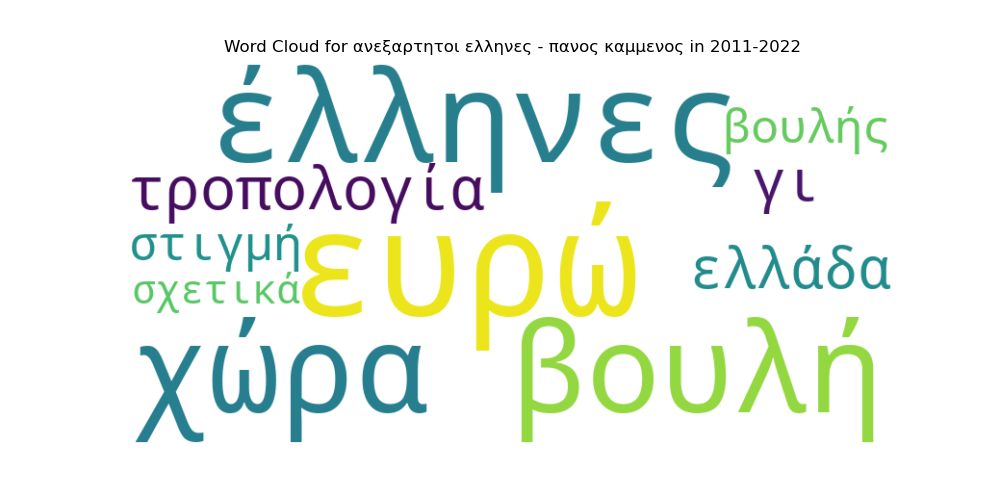 Word Cloud for ανεξαρτητοι ελληνες - πανος καμμενος in 2011-2022
έλληνες
βουλής
τροπολογία
γι
στιγμή
ευρώ
ελλάδα
σχετικά
χώρα
βουλή